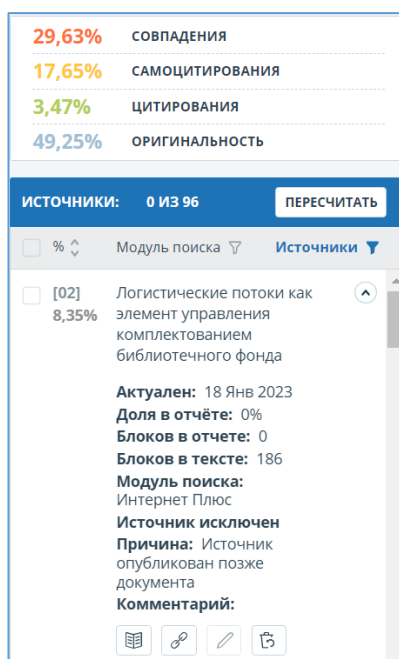 29,63% СОВПАДЕНИЯ
17,65% САМОЦИТИРОВАНИЯ
3,47% ЦИТИРОВАНИЯ
49,25% ОРИГИНАЛЬНОСТЬ
ИСТОЧНИКИ: 0 ИЗ 96 ПЕРЕСЧИТАТЬ
% Модуль поиска Источники
[02] Логистические потоки как
8,35% элемент управления
комплектованием
библиотечного фонда
Актуален: 18 Янв 2023
Доля в отчёте: 0%
Блоков в отчете: 0
Блоков в тексте: 186
Модуль поиска:
Интернет Плюс
Источник исключен
Причина: Источник
опубликован позже
документа
Комментарий: